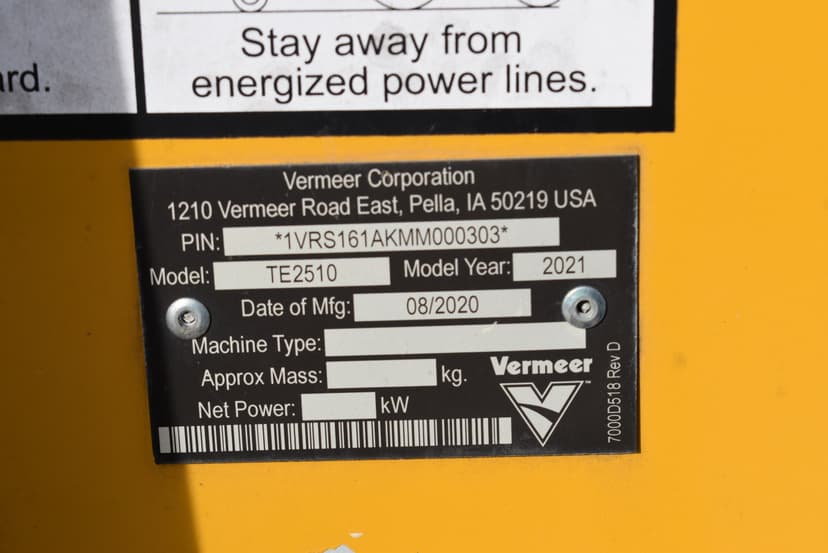 Stay away from
energized power lines.
rd.
Vermeer Corporation
1210 Vermeer Road East, Pella, IA 50219 USA
PIN: *1VRS161AKMM000303*
Model: TE2510 Model Year: 2021
Date of Mfg: 08/2020
Machine Type:
Approx Mass: kg.
Net Power: kW
Vermeer
™
7000D518 Rev D